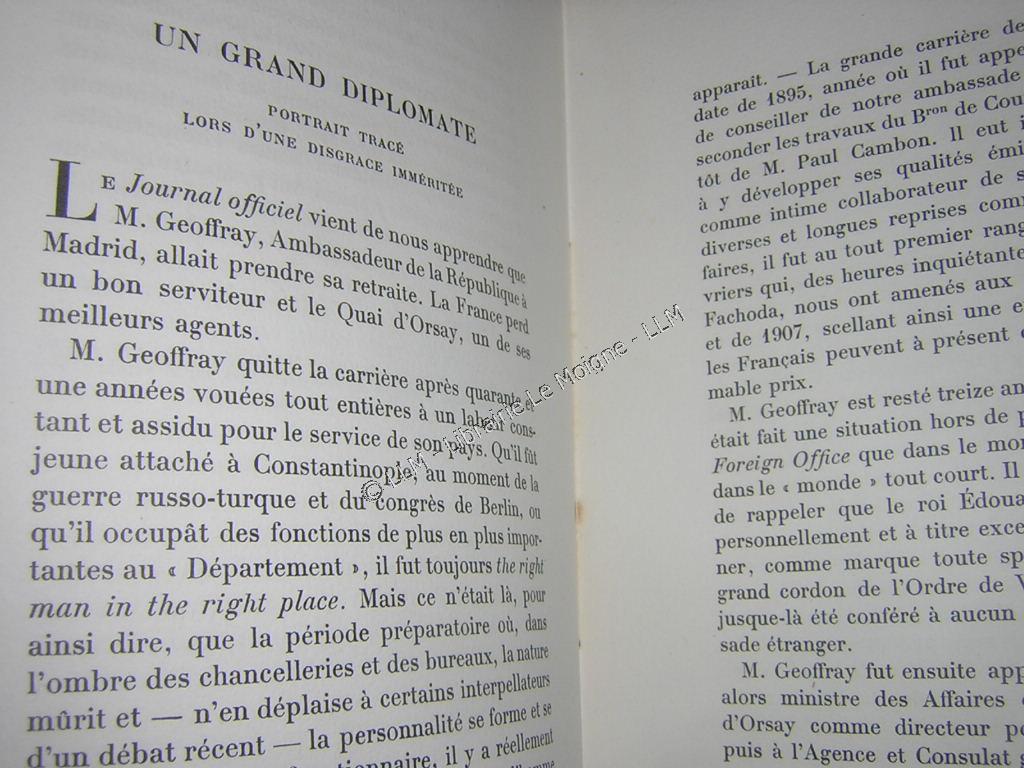 UN GRAND DIPLOMATE
PORTRAIT TRACÉ
LORS D'UNE DISGRACE IMMÉRITÉE
LE Journal officiel vient de nous apprendre que
M. Geoffray, Ambassadeur de la République à
Madrid, allait prendre sa retraite. La France perd
un bon serviteur et le Quai d'Orsay, un de ses
meilleurs agents.
M. Geoffray quitte la carrière après quarante et
une années vouées tout entières à un labeur cons-
tant et assidu pour le service de son pays. Qu'il fût
jeune attaché à Constantinople, au moment de la
guerre russo-turque et du congrès de Berlin, ou
qu'il occupât des fonctions de plus en plus impor-
tantes au « Département », il fut toujours the right
man in the right place. Mais ce n'était là, pour
ainsi dire, que la période préparatoire où, dans
l'ombre des chancelleries et des bureaux, la nature
mûrit et — n'en déplaise à certains interpellateurs
d'un débat récent — la personnalité se forme et se
il y a réellement
apparaît. — La grande carrière de
date de 1895, année où il fut appe
de conseiller de notre ambassade
seconder les travaux du Bron de Cou
tôt de M. Paul Cambon. Il eut i
à y développer ses qualités émi
comme intime collaborateur de s
diverses et longues reprises com
faires, il fut au tout premier rang
vriers qui, des heures inquiétante
Fachoda, nous ont amenés aux
et de 1907, scellant ainsi une e
les Français peuvent à présent
mable prix.
M. Geoffray est resté treize an
était fait une situation hors de p
Foreign Office que dans le mon
dans le « monde » tout court. Il
de rappeler que le roi Édoua
personnellement et à titre exce
ner, comme marque toute sp
grand cordon de l'Ordre de V
jusque-là été conféré à aucun
sade étranger.
M. Geoffray fut ensuite app
alors ministre des Affaires
d'Orsay comme directeur po
puis à l'Agence et Consulat g
© LLM - Librairie Le Moigne - LLM